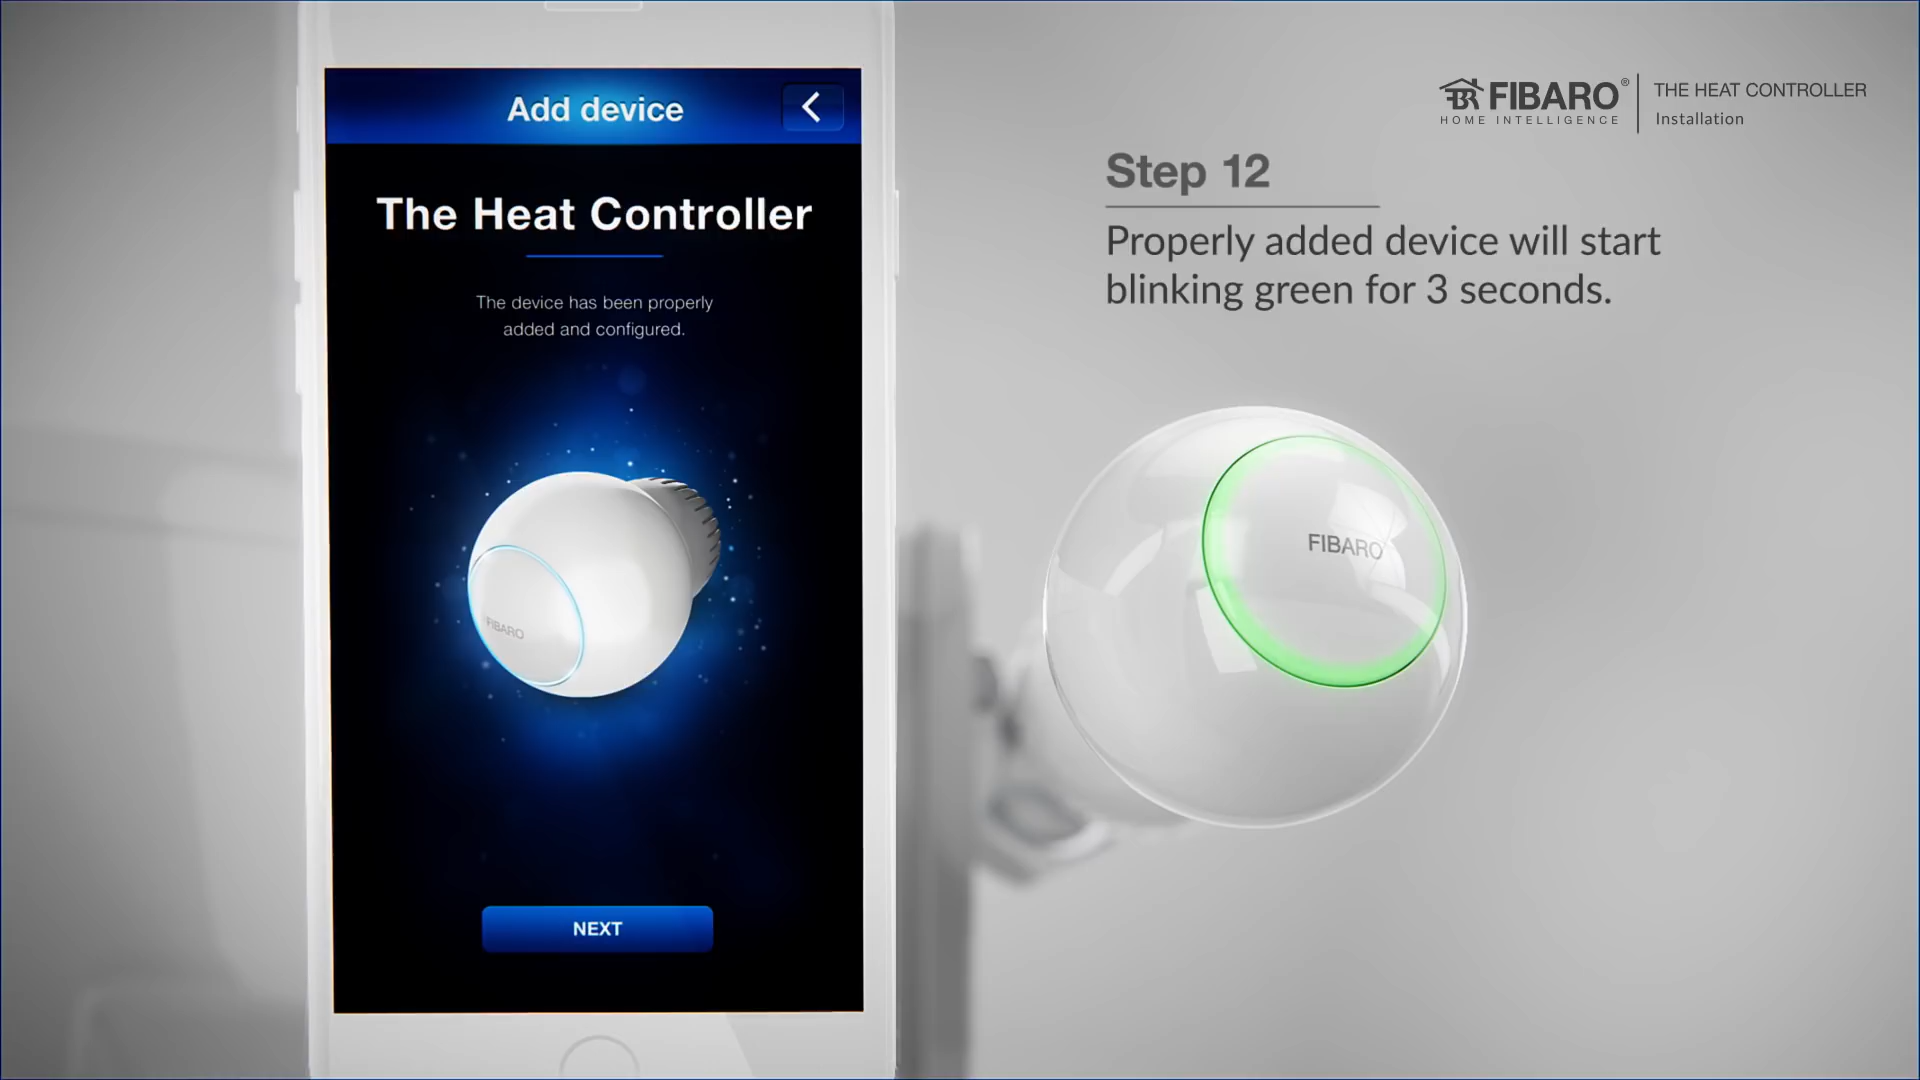 Add device
The Heat Controller
The device has been properly
added and configured.
FIBARO
NEXT
FIBARO®
HOME INTELLIGENCE
THE HEAT CONTROLLER
Installation
Step 12
Properly added device will start
blinking green for 3 seconds.
FIBARO